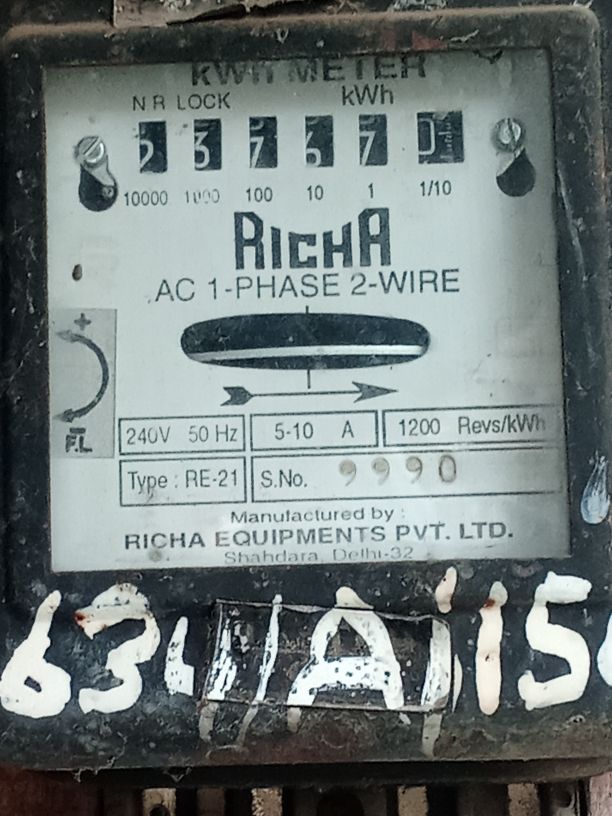 kWh METER
N R LOCK kWh
2 3 7 6 7 0
10000 1000 100 10 1 1/10
RICHA
AC 1-PHASE 2-WIRE
+
F.L
240V 50 Hz 5-10 A 1200 Revs/kWh
Type : RE-21 S.No. 9990
Manufactured by :
RICHA EQUIPMENTS PVT. LTD.
Shahdara, Delhi-32